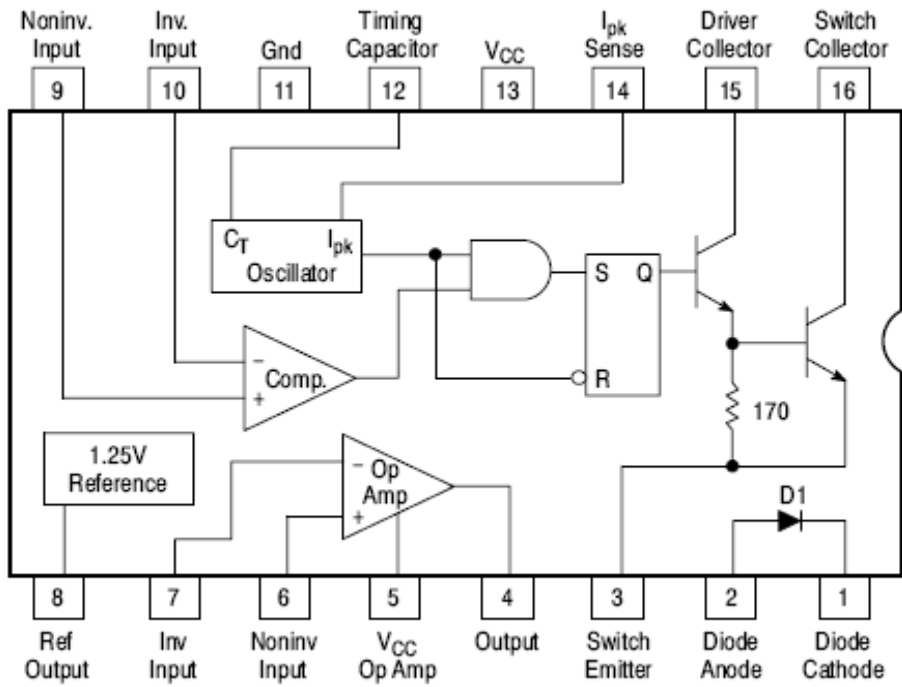 Noninv. Input
Inv. Input
Gnd
Timing Capacitor
VCC
Ipk Sense
Driver Collector
Switch Collector
9
10
11
12
13
14
15
16
CT
Ipk
Oscillator
S
Q
R
−
Comp.
+
170
1.25V
Reference
− Op
Amp
+
D1
8
7
6
5
4
3
2
1
Ref Output
Inv Input
Noninv Input
VCC Op Amp
Output
Switch Emitter
Diode Anode
Diode Cathode